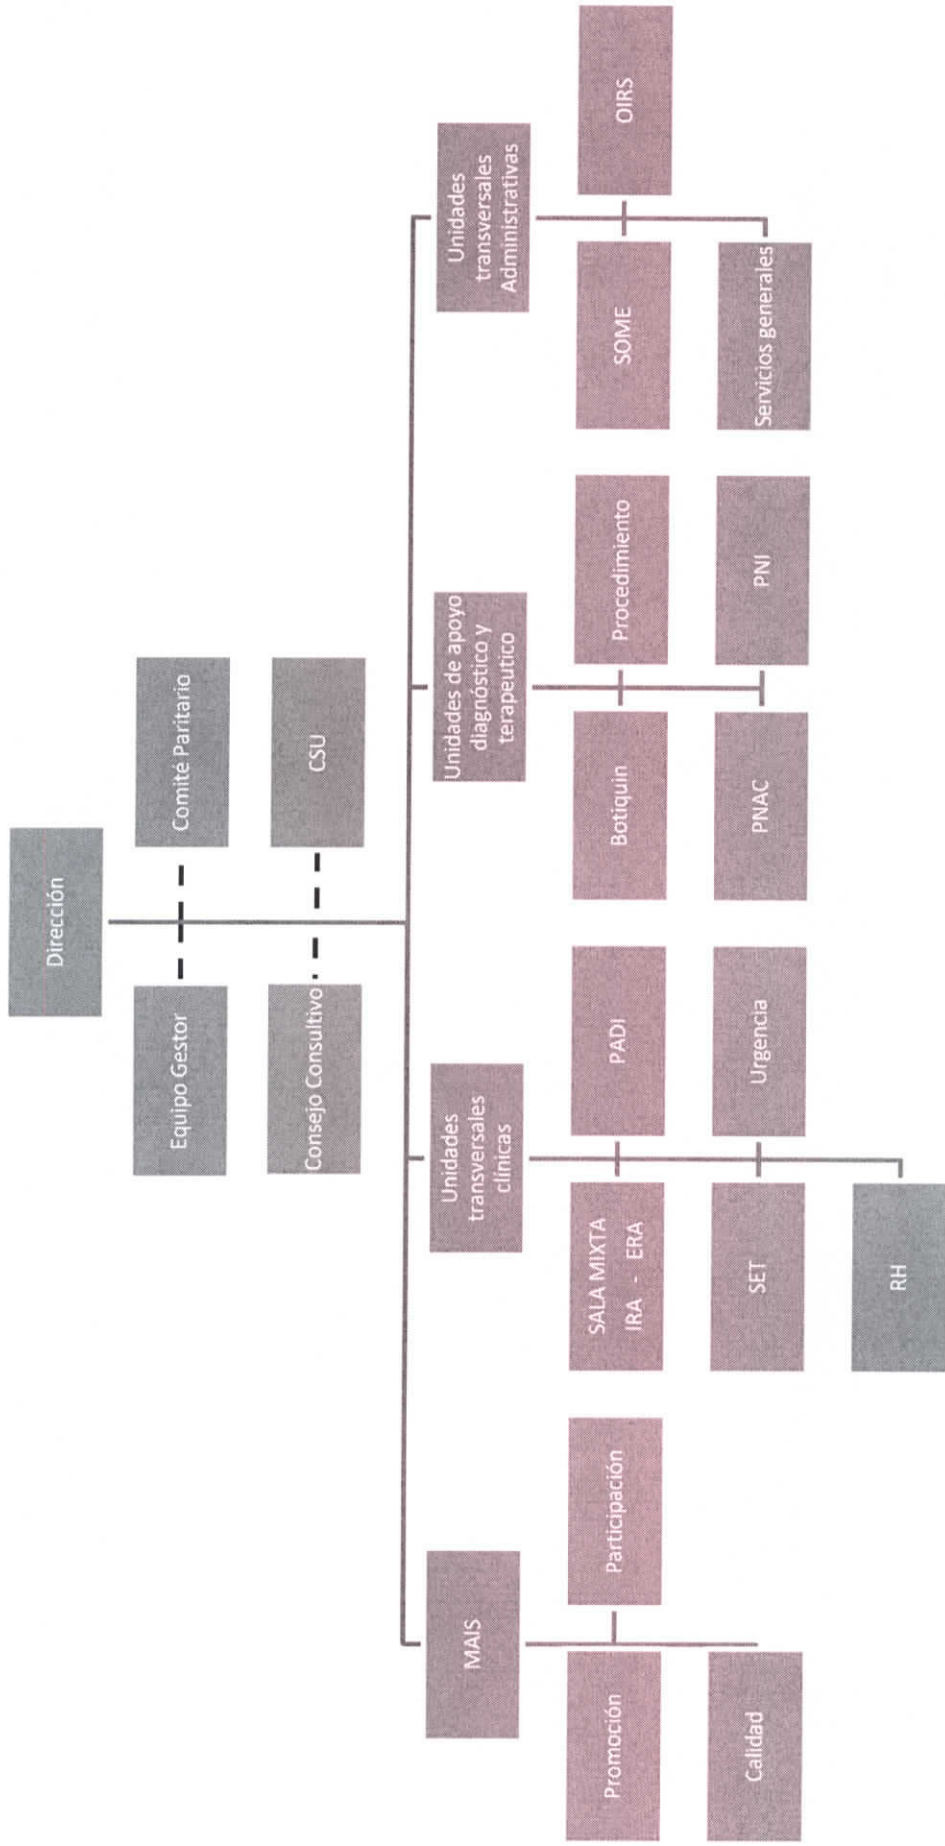 Dirección
Equipo Gestor
Comité Paritario
Consejo Consultivo
CSU
MAIS
Promoción
Participación
Calidad
Unidades
transversales
clínicas
SALA MIXTA
IRA - ERA
PADI
SET
Urgencia
RH
Unidades de apoyo
diagnóstico y
terapeutico
Botiquin
Procedimiento
PNAC
PNI
Unidades
transversales
Administrativas
SOME
OIRS
Servicios generales